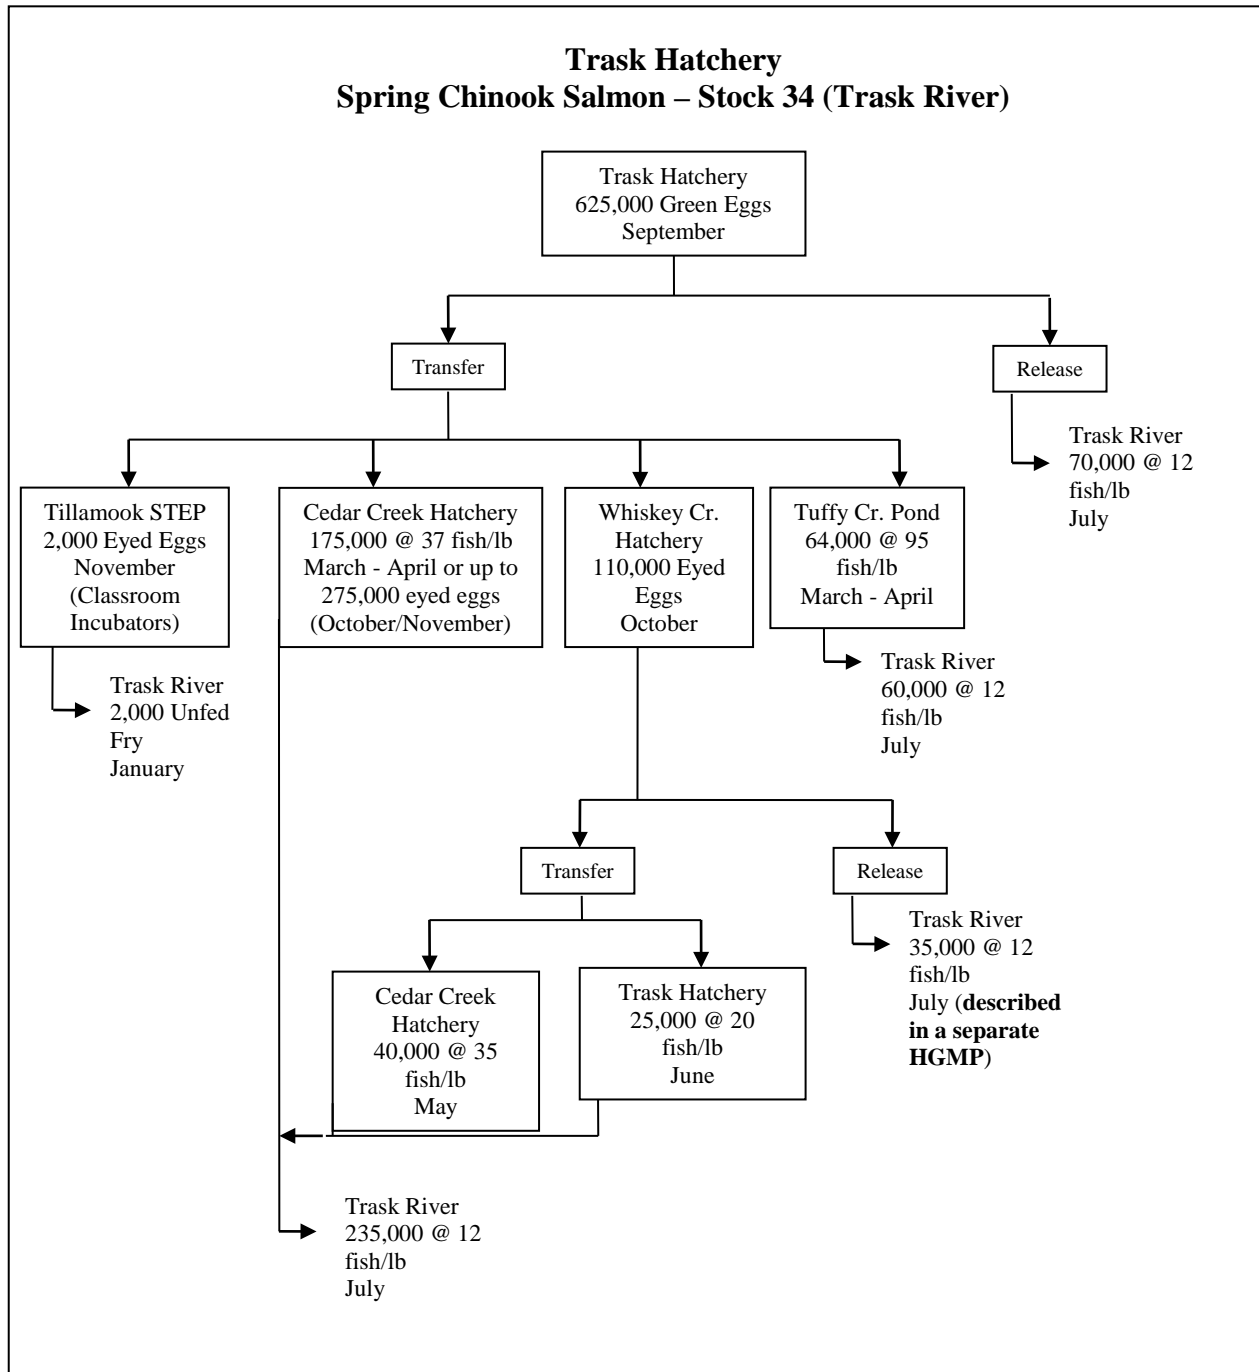 Trask Hatchery
Spring Chinook Salmon – Stock 34 (Trask River)
Trask Hatchery
625,000 Green Eggs
September
Transfer
Release
Trask River
70,000 @ 12
fish/lb
July
Tillamook STEP
2,000 Eyed Eggs
November
(Classroom
Incubators)
Cedar Creek Hatchery
175,000 @ 37 fish/lb
March - April or up to
275,000 eyed eggs
(October/November)
Whiskey Cr.
Hatchery
110,000 Eyed
Eggs
October
Tuffy Cr. Pond
64,000 @ 95
fish/lb
March - April
Trask River
2,000 Unfed
Fry
January
Trask River
60,000 @ 12
fish/lb
July
Transfer
Release
Cedar Creek
Hatchery
40,000 @ 35
fish/lb
May
Trask Hatchery
25,000 @ 20
fish/lb
June
Trask River
35,000 @ 12
fish/lb
July (described
in a separate
HGMP)
Trask River
235,000 @ 12
fish/lb
July